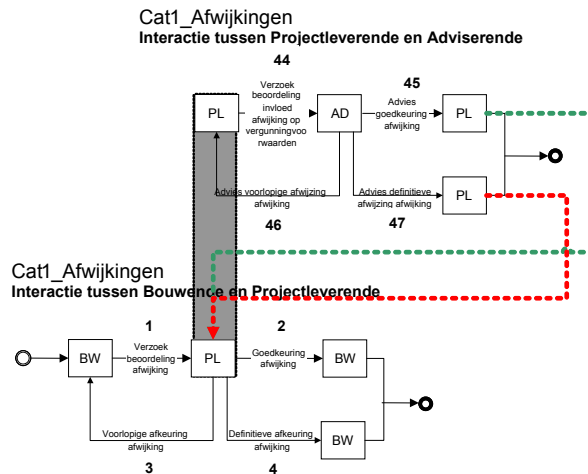 Cat1_Afwijkingen
Interactie tussen Projectleverende en Adviserende
44
45
PL
Verzoek
beoordeling
invloed
afwijking op
vergunningvoo
rwaarden
AD
Advies
goedkeuring
afwijking
PL
Advies voorlopige afwijzing
afwijking
Advies definitieve
afwijzing afwijking
PL
46
47
Cat1_Afwijkingen
Interactie tussen Bouwende en Projectleverende
1
2
BW
Verzoek
beoordeling
afwijking
PL
Goedkeuring
afwijking
BW
Voorlopige afkeuring
afwijking
Definitieve afkeuring
afwijking
BW
3
4